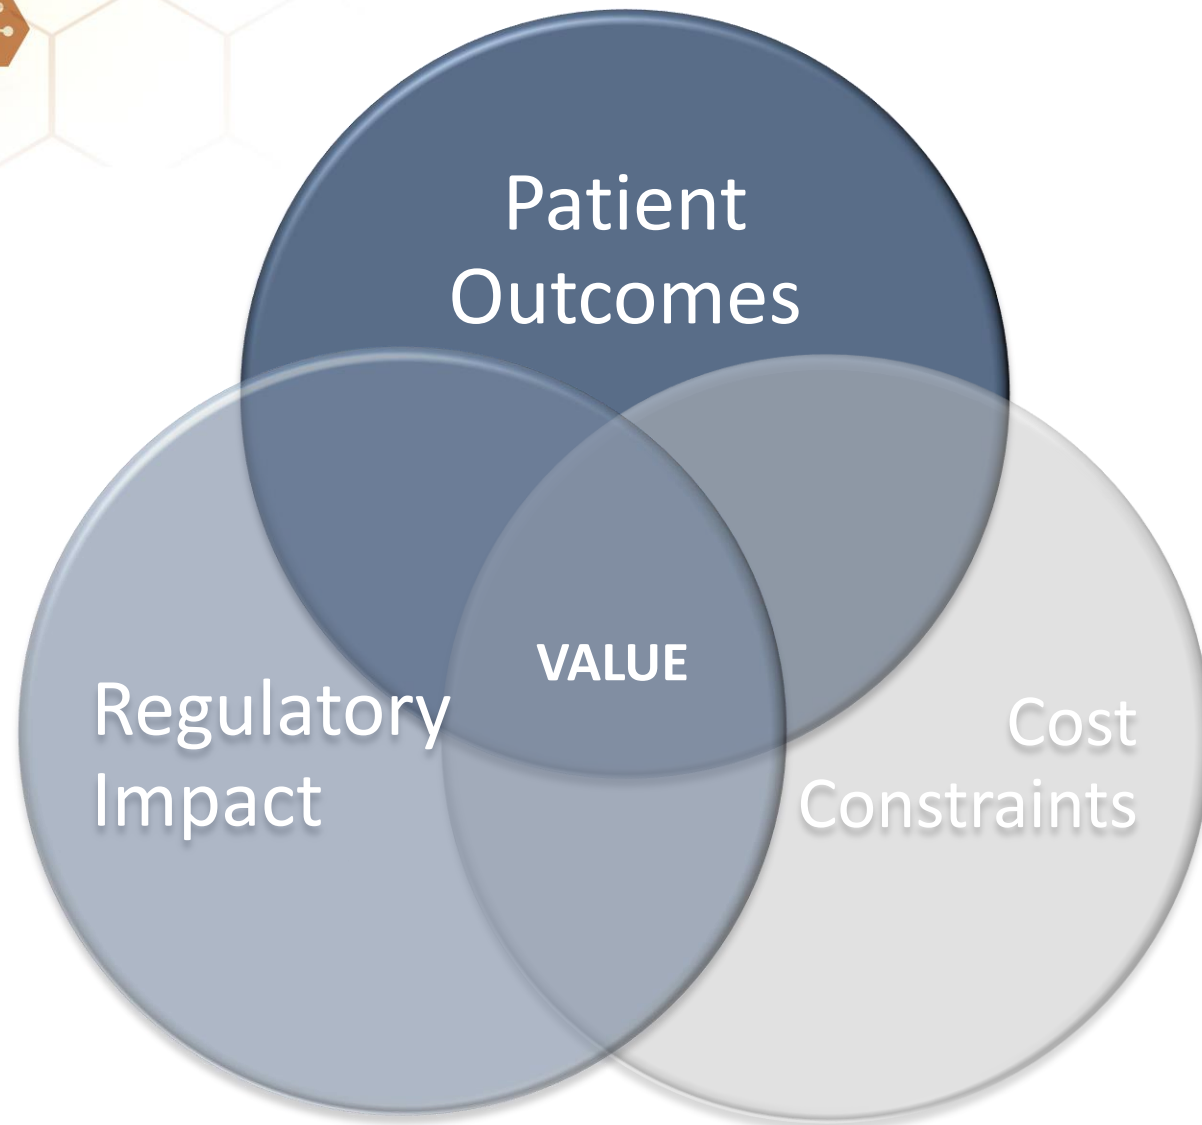 Patient
Outcomes
VALUE
Regulatory
Impact
Cost
Constraints